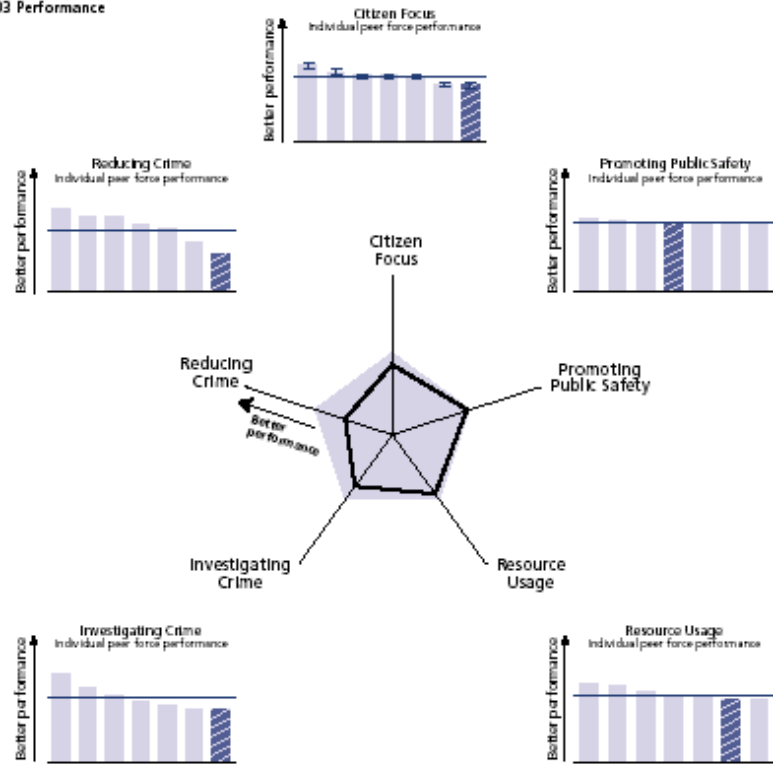 03 Performance
Citizen Focus
Individual peer force performance
Better performance
Reducing Crime
Individual peer force performance
Better performance
Promoting Public Safety
Individual peer force performance
Better performance
Citizen
Focus
Reducing
Crime
Promoting
Public Safety
Better
performance
Investigating
Crime
Resource
Usage
Investigating Crime
Individual peer force performance
Better performance
Resource Usage
Individual peer force performance
Better performance